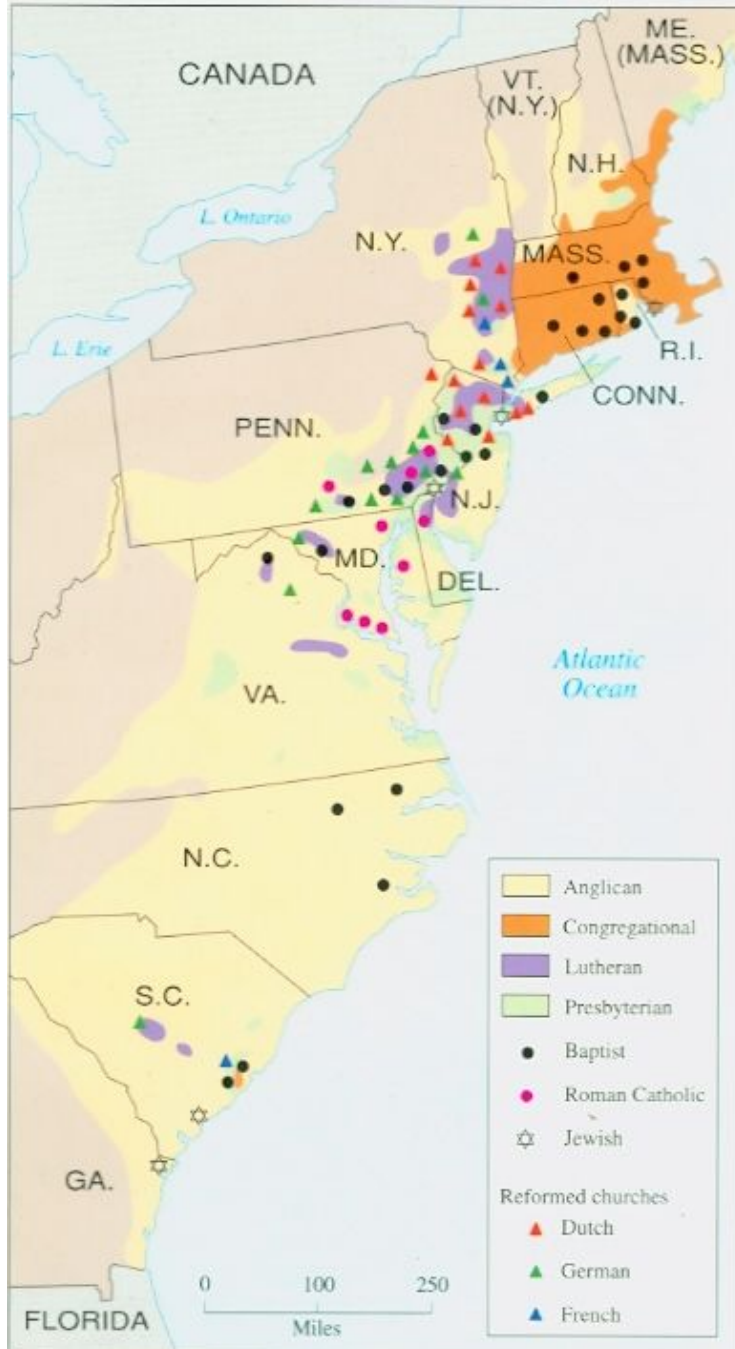 CANADA
ME.
(MASS.)
VT.
(N.Y.)
N.H.
L. Ontario
N.Y.
MASS.
L. Erie
R.I.
CONN.
PENN.
N.J.
MD.
DEL.
Atlantic
Ocean
VA.
N.C.
S.C.
GA.
FLORIDA
0 100 250
Miles
Anglican
Congregational
Lutheran
Presbyterian
Baptist
Roman Catholic
Jewish
Reformed churches
Dutch
German
French